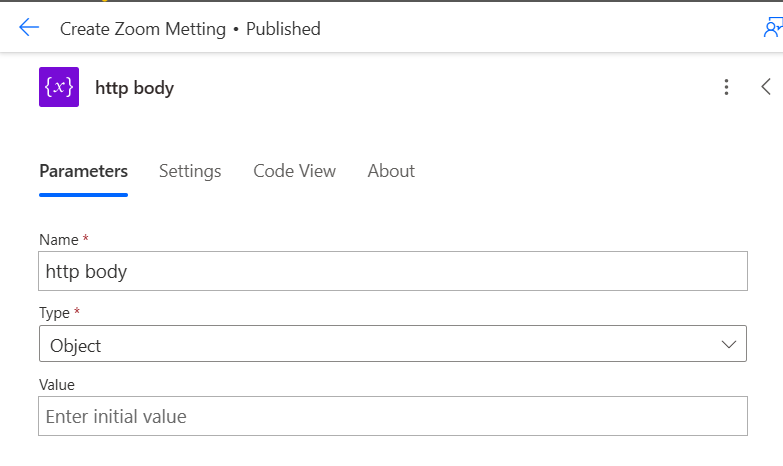 Create Zoom Metting • Published
{x} http body
Parameters Settings Code View About
Name *
http body
Type *
Object
Value
Enter initial value